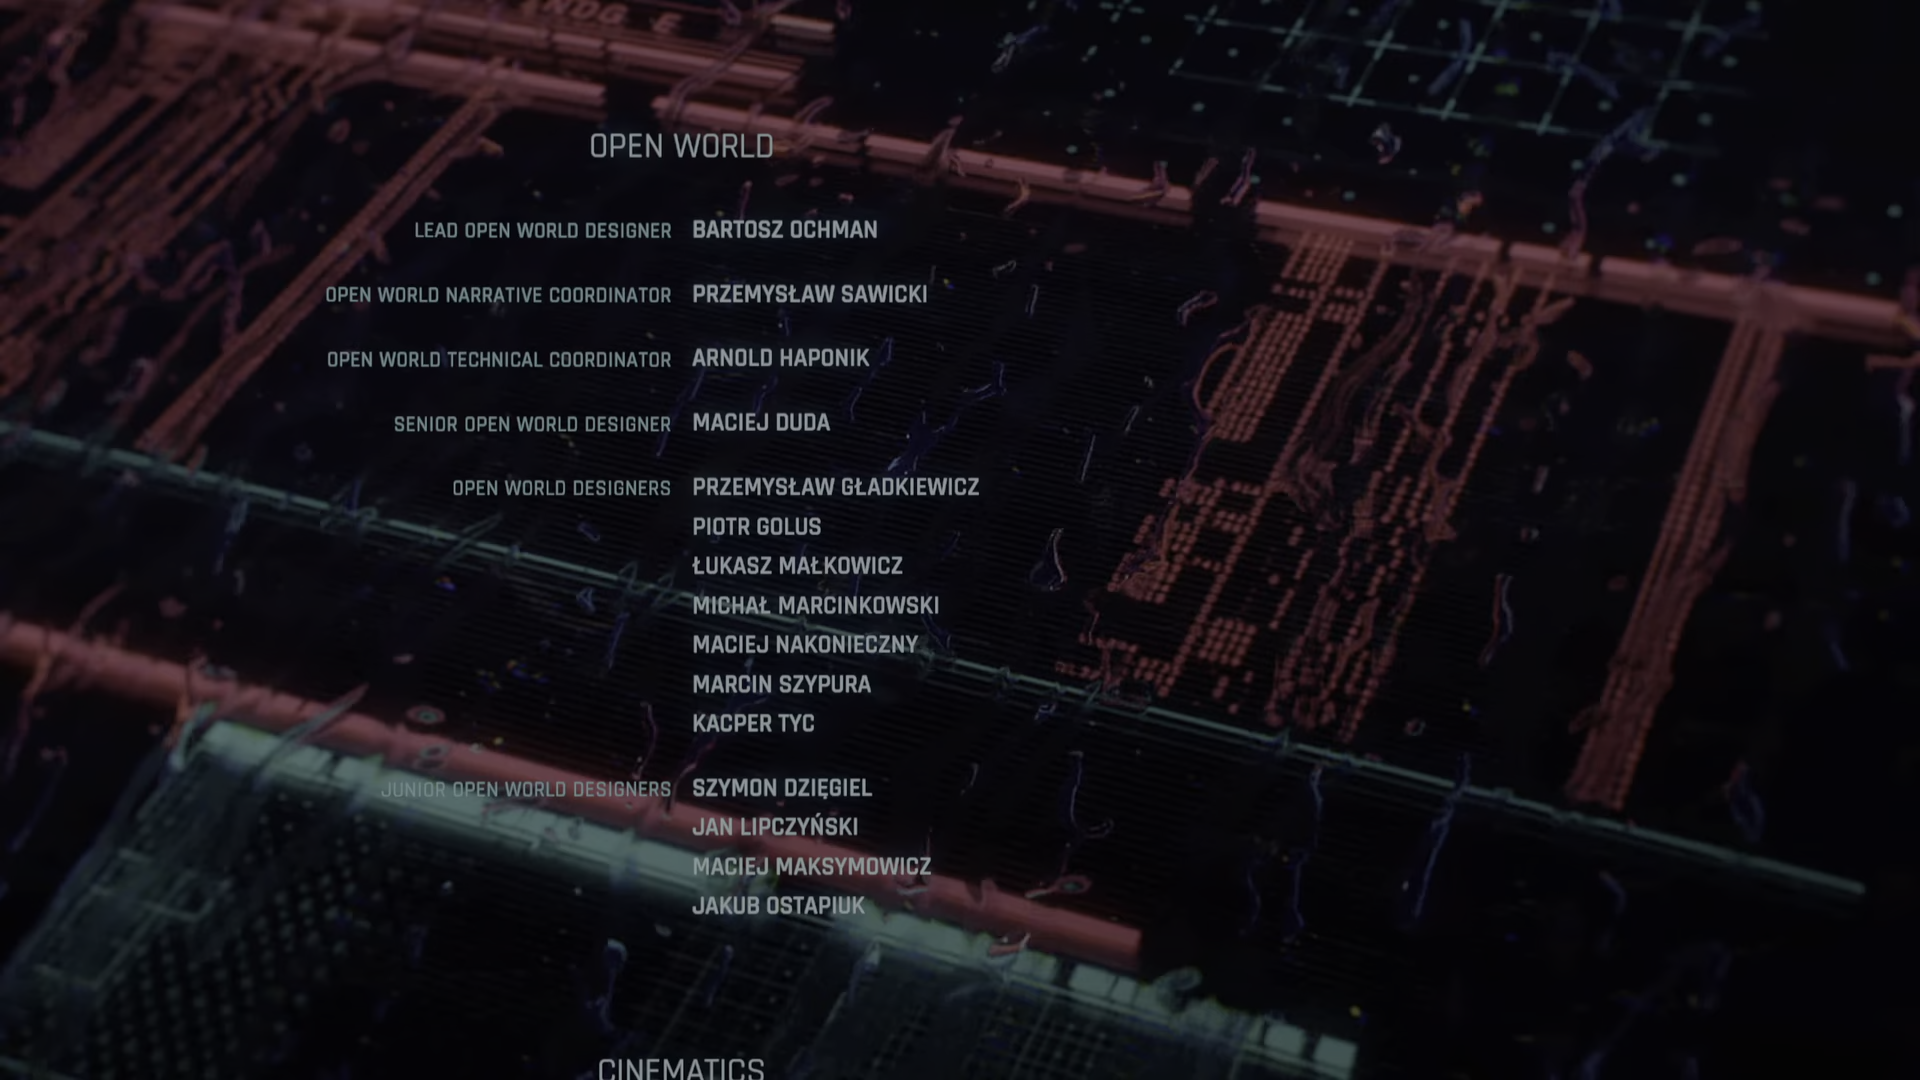 OPEN WORLD
LEAD OPEN WORLD DESIGNER BARTOSZ OCHMAN
OPEN WORLD NARRATIVE COORDINATOR PRZEMYSŁAW SAWICKI
OPEN WORLD TECHNICAL COORDINATOR ARNOLD HAPONIK
SENIOR OPEN WORLD DESIGNER MACIEJ DUDA
OPEN WORLD DESIGNERS PRZEMYSŁAW GŁADKIEWICZ
PIOTR GOLUS
ŁUKASZ MAŁKOWICZ
MICHAŁ MARCINKOWSKI
MACIEJ NAKONIECZNY
MARCIN SZYPURA
KACPER TYC
JUNIOR OPEN WORLD DESIGNERS SZYMON DZIĘGIEL
JAN LIPCZYŃSKI
MACIEJ MAKSYMOWICZ
JAKUB OSTAPIUK
CINEMATICS